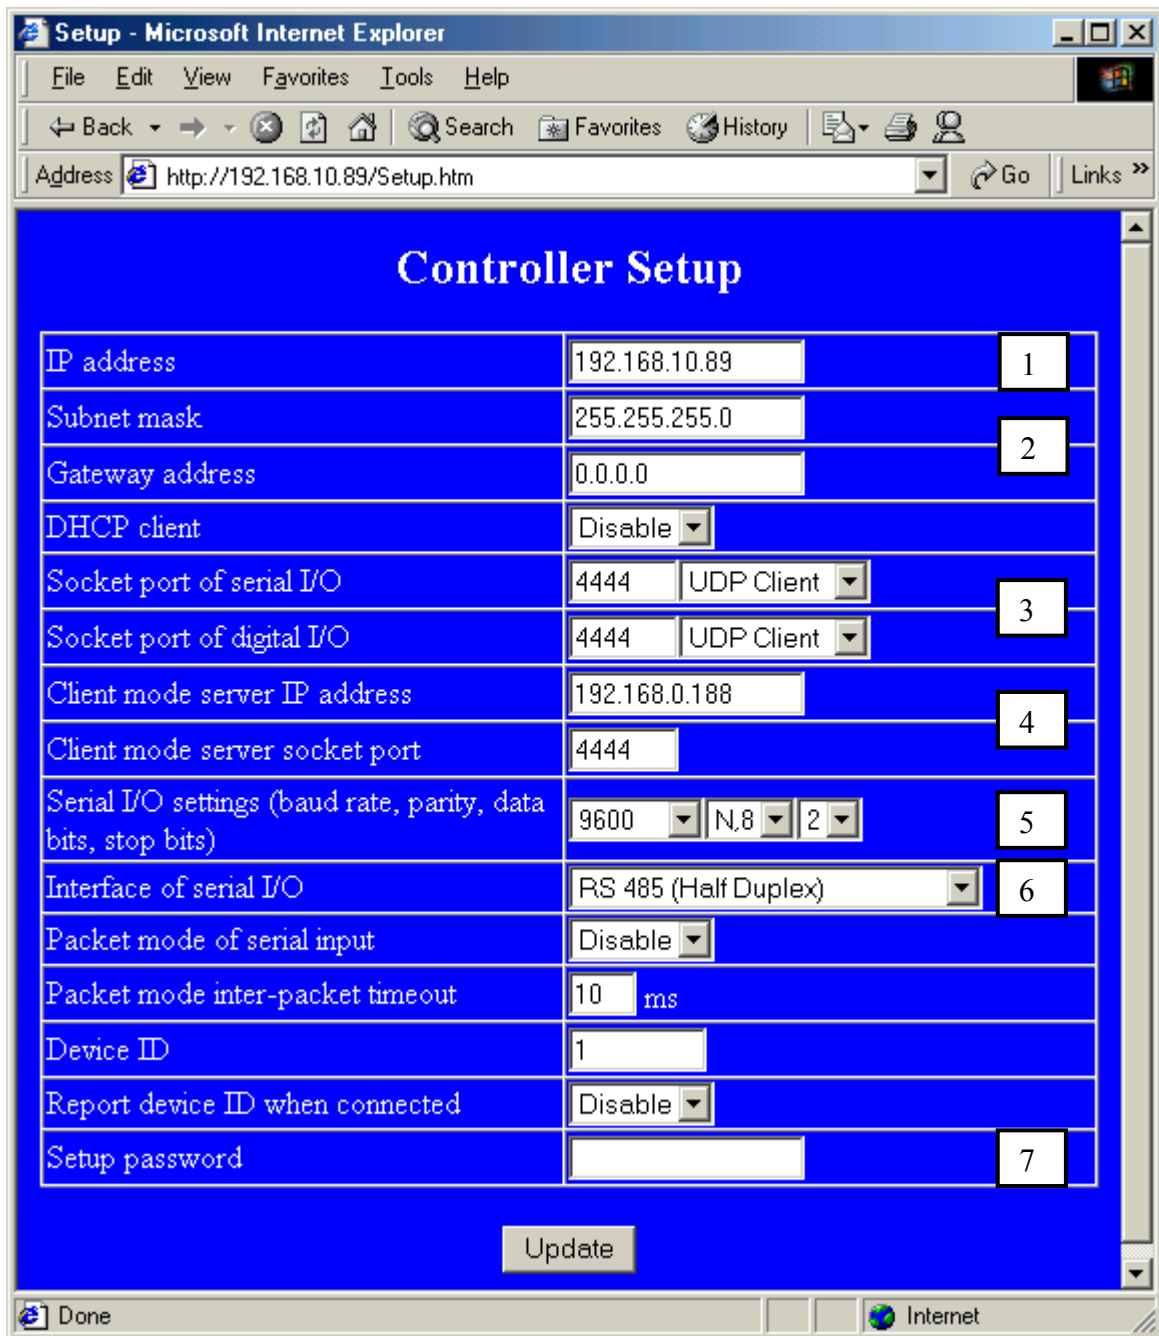 Setup - Microsoft Internet Explorer
File Edit View Favorites Tools Help
Back Search Favorites History
Address http://192.168.10.89/Setup.htm Go Links »
Controller Setup
IP address 192.168.10.89 1
Subnet mask 255.255.255.0
2
Gateway address 0.0.0.0
DHCP client Disable
Socket port of serial I/O 4444 UDP Client
3
Socket port of digital I/O 4444 UDP Client
Client mode server IP address 192.168.0.188
4
Client mode server socket port 4444
Serial I/O settings (baud rate, parity, data
bits, stop bits) 9600 N,8 2 5
Interface of serial I/O RS 485 (Half Duplex) 6
Packet mode of serial input Disable
Packet mode inter-packet timeout 10 ms
Device ID 1
Report device ID when connected Disable
Setup password 7
Update
Done Internet